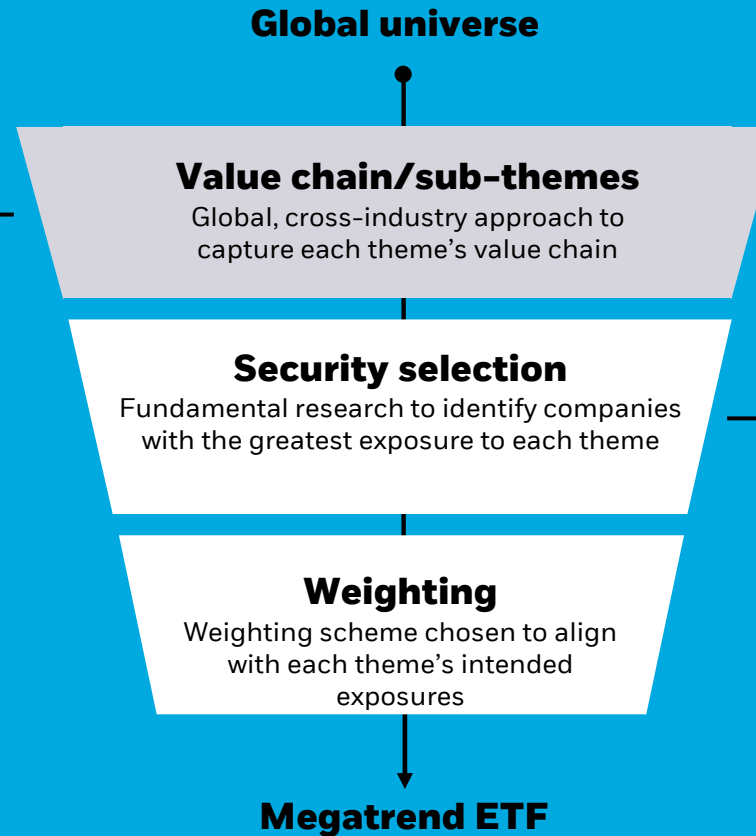 Global universe
Value chain/sub-themes
Global, cross-industry approach to
capture each theme’s value chain
Security selection
Fundamental research to identify companies
with the greatest exposure to each theme
Weighting
Weighting scheme chosen to align
with each theme’s intended
exposures
Megatrend ETF